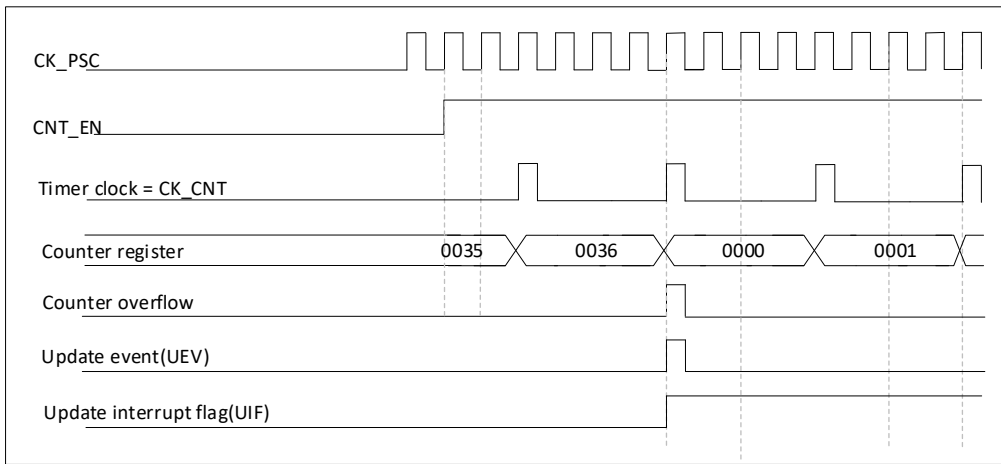 CK_PSC
CNT_EN
Timer clock = CK_CNT
Counter register 0035 0036 0000 0001
Counter overflow
Update event(UEV)
Update interrupt flag(UIF)